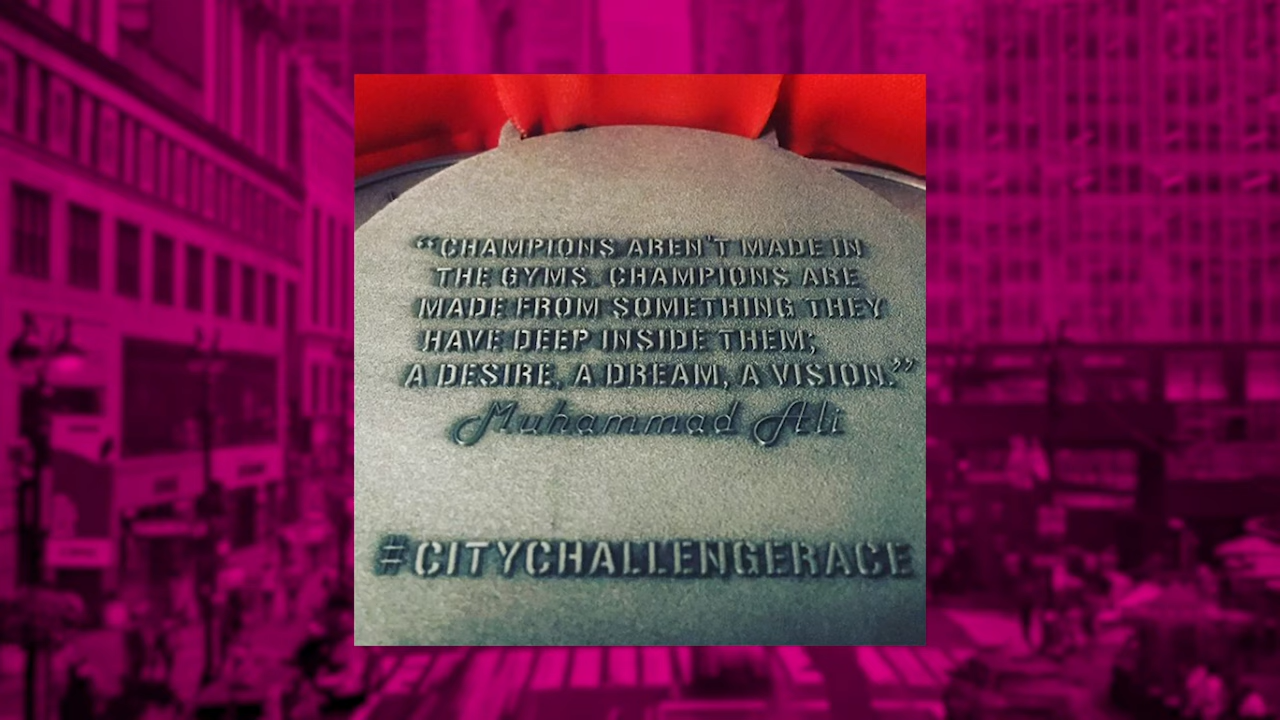 “CHAMPIONS AREN'T MADE IN
THE GYMS. CHAMPIONS ARE
MADE FROM SOMETHING THEY
HAVE DEEP INSIDE THEM;
A DESIRE, A DREAM, A VISION.”
Muhammad Ali
#CITYCHALLENGERACE